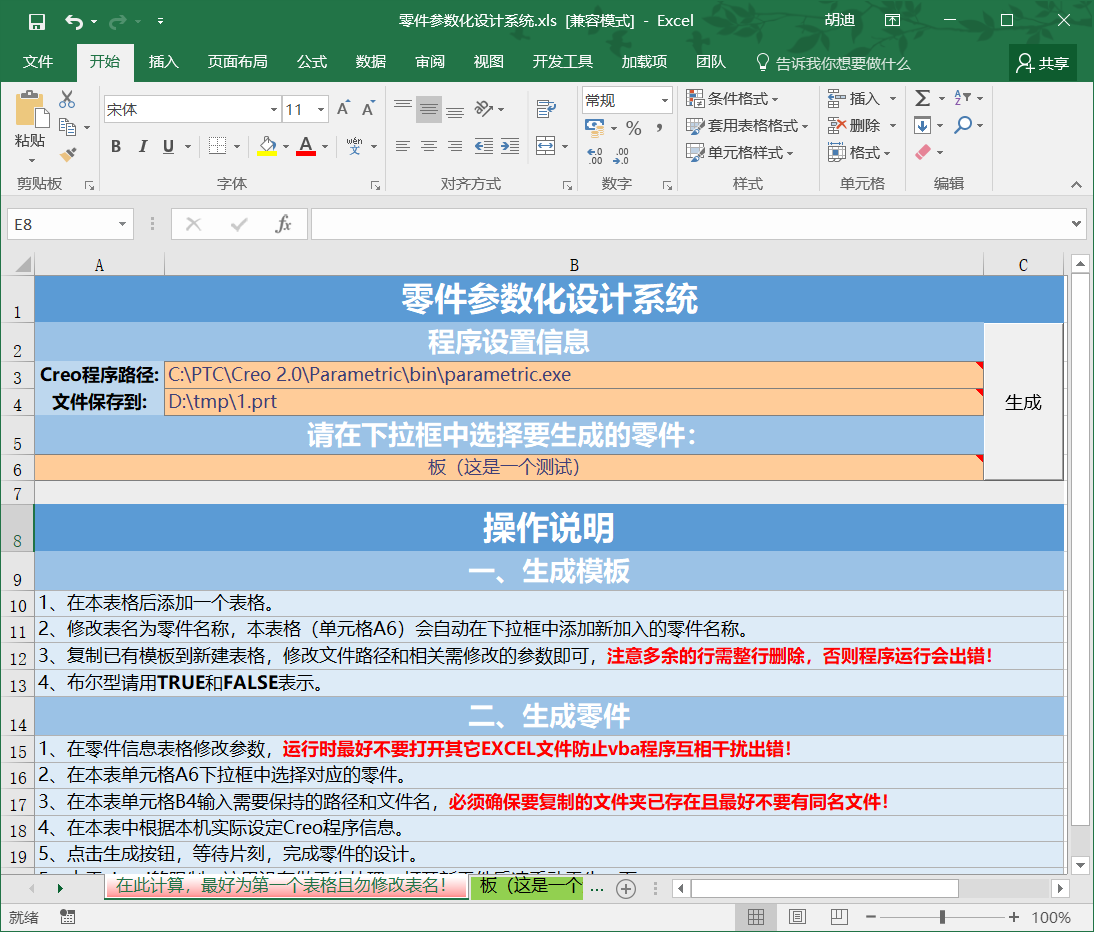 零件参数化设计系统.xls [兼容模式] - Excel
胡迪
文件 开始 插入 页面布局 公式 数据 审阅 视图 开发工具 加载项 团队 告诉我你想要做什么 共享
粘贴
宋体 11
B I U A wén 文
常规
% ,
条件格式
套用表格格式
单元格样式
插入
删除
格式
剪贴板 字体 对齐方式 数字 样式 单元格 编辑
E8 fx
A B C
1 零件参数化设计系统
2 程序设置信息
3 Creo程序路径: C:\PTC\Creo 2.0\Parametric\bin\parametric.exe
4 文件保存到: D:\tmp\1.prt
生成
5 请在下拉框中选择要生成的零件：
6 板（这是一个测试）
7
8 操作说明
9 一、生成模板
10 1、在本表格后添加一个表格。
11 2、修改表名为零件名称，本表格（单元格A6）会自动在下拉框中添加新加入的零件名称。
12 3、复制已有模板到新建表格，修改文件路径和相关需修改的参数即可，注意多余的行需整行删除，否则程序运行会出错！
13 4、布尔型请用TRUE和FALSE表示。
14 二、生成零件
15 1、在零件信息表格修改参数，运行时最好不要打开其它EXCEL文件防止vba程序互相干扰出错！
16 2、在本表单元格A6下拉框中选择对应的零件。
17 3、在本表单元格B4输入需要保持的路径和文件名，必须确保要复制的文件夹已存在且最好不要有同名文件！
18 4、在本表中根据本机实际设定Creo程序信息。
19 5、点击生成按钮，等待片刻，完成零件的设计。
在此计算，最好为第一个表格且勿修改表名！ 板（这是一个 ...
就绪 100%